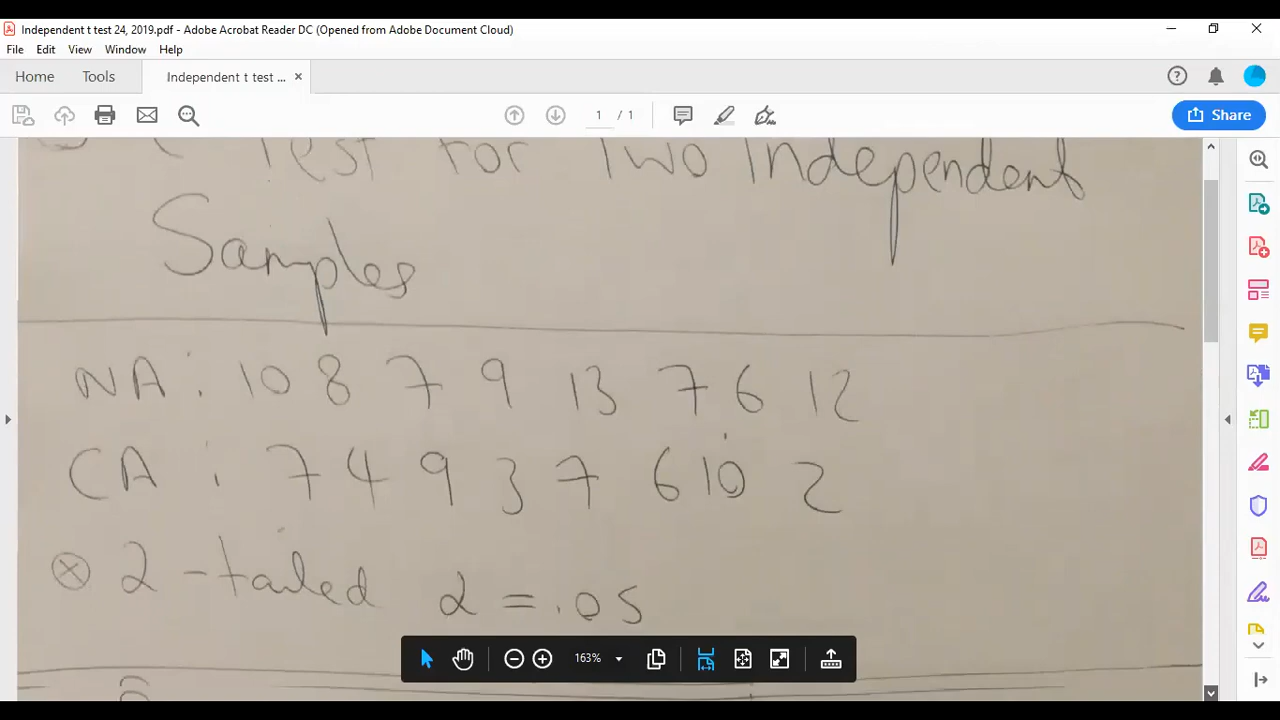 Independent t test 24, 2019.pdf - Adobe Acrobat Reader DC (Opened from Adobe Document Cloud)
File Edit View Window Help
Home Tools Independent t test ... ×
1 / 1
Share
t Test for Two Independent
Samples
NA: 10 8 7 9 13 7 6 12
CA: 7 4 9 3 7 6 10 2
2-tailed α = .05
163%